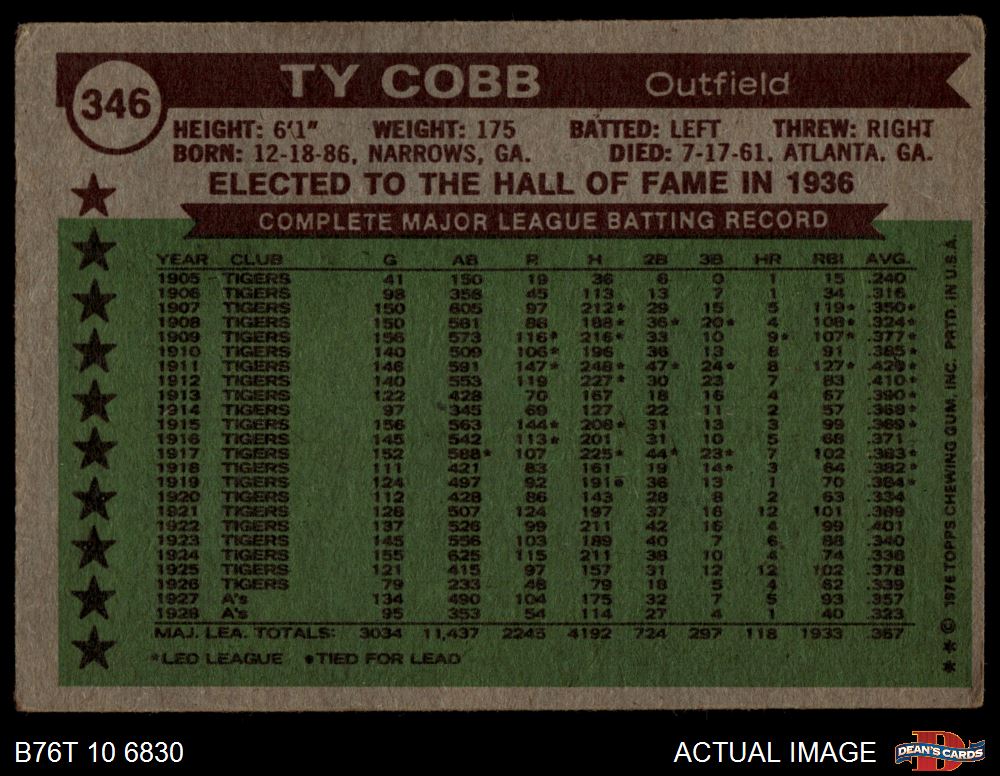 346
TY COBB Outfield
HEIGHT: 6'1" WEIGHT: 175 BATTED: LEFT THREW: RIGHT
BORN: 12-18-86, NARROWS, GA. DIED: 7-17-61, ATLANTA, GA.
ELECTED TO THE HALL OF FAME IN 1936
COMPLETE MAJOR LEAGUE BATTING RECORD
YEAR CLUB G AB R H 2B 3B HR RBI AVG.
1905 TIGERS 41 150 19 36 6 0 1 15 .240
1906 TIGERS 98 358 45 113 13 7 1 34 .316
1907 TIGERS 150 605 97 212* 29 15 5 119* .350*
1908 TIGERS 150 581 88 188* 36* 20* 4 108* .324*
1909 TIGERS 156 573 116* 216* 33 10 9* 107* .377*
1910 TIGERS 140 509 106* 196 36 13 8 91 .385*
1911 TIGERS 146 591 147* 248* 47* 24* 8 127* .420*
1912 TIGERS 140 553 119 227* 30 23 7 83 .410*
1913 TIGERS 122 428 70 167 18 16 4 67 .390*
1914 TIGERS 97 345 69 127 22 11 2 57 .368*
1915 TIGERS 156 563 144* 208* 31 13 3 99 .369*
1916 TIGERS 145 542 113* 201 31 10 5 68 .371
1917 TIGERS 152 588* 107 225* 44* 23* 7 102 .383*
1918 TIGERS 111 421 83 161 19 14* 3 64 .382*
1919 TIGERS 124 497 92 191• 36 13 1 70 .384*
1920 TIGERS 112 428 86 143 28 8 2 63 .334
1921 TIGERS 128 507 124 197 37 16 12 101 .389
1922 TIGERS 137 526 99 211 42 16 4 99 .401
1923 TIGERS 145 556 103 189 40 7 6 88 .340
1924 TIGERS 155 625 115 211 38 10 4 74 .338
1925 TIGERS 121 415 97 157 31 12 12 102 .378
1926 TIGERS 79 233 48 79 18 5 4 62 .339
1927 A's 134 490 104 175 32 7 5 93 .357
1928 A's 95 353 54 114 27 4 1 40 .323
MAJ. LEA. TOTALS: 3034 11,437 2245 4192 724 297 118 1933 .367
*LED LEAGUE •TIED FOR LEAD
* * © 1976 TOPPS CHEWING GUM, INC. PRTD. IN U.S.A.
B76T 10 6830
ACTUAL IMAGE
D
DEAN'S CARDS